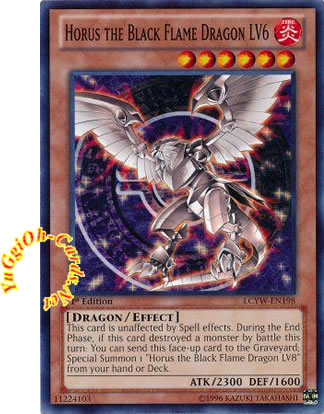 HORUS THE BLACK FLAME DRAGON LV6
FIRE
炎
YuGgiOh-Cards.Net
1st Edition
LCYW-EN198
[DRAGON / EFFECT]
This card is unaffected by Spell effects. During the End
Phase, if this card destroyed a monster by battle this
turn: You can send this face-up card to the Graveyard;
Special Summon 1 "Horus the Black Flame Dragon LV8"
from your hand or Deck.
ATK/2300 DEF/1600
11224103
©1996 KAZUKI TAKAHASHI